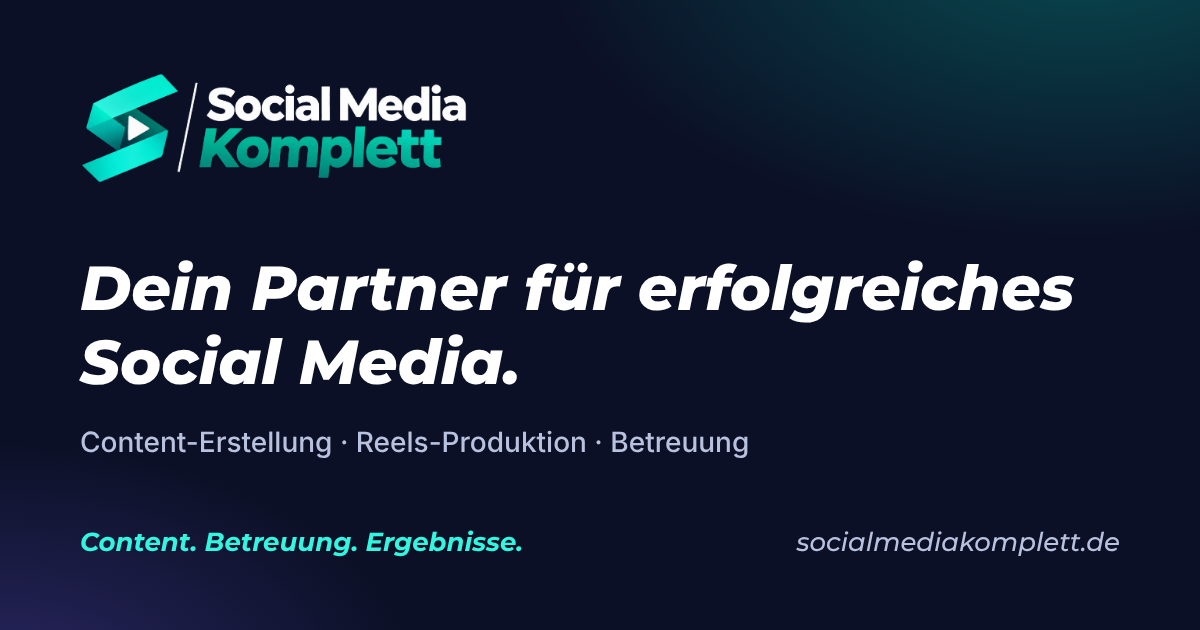 Social Media
Komplett
Dein Partner für erfolgreiches
Social Media.
Content-Erstellung · Reels-Produktion · Betreuung
Content. Betreuung. Ergebnisse.
socialmediakomplett.de